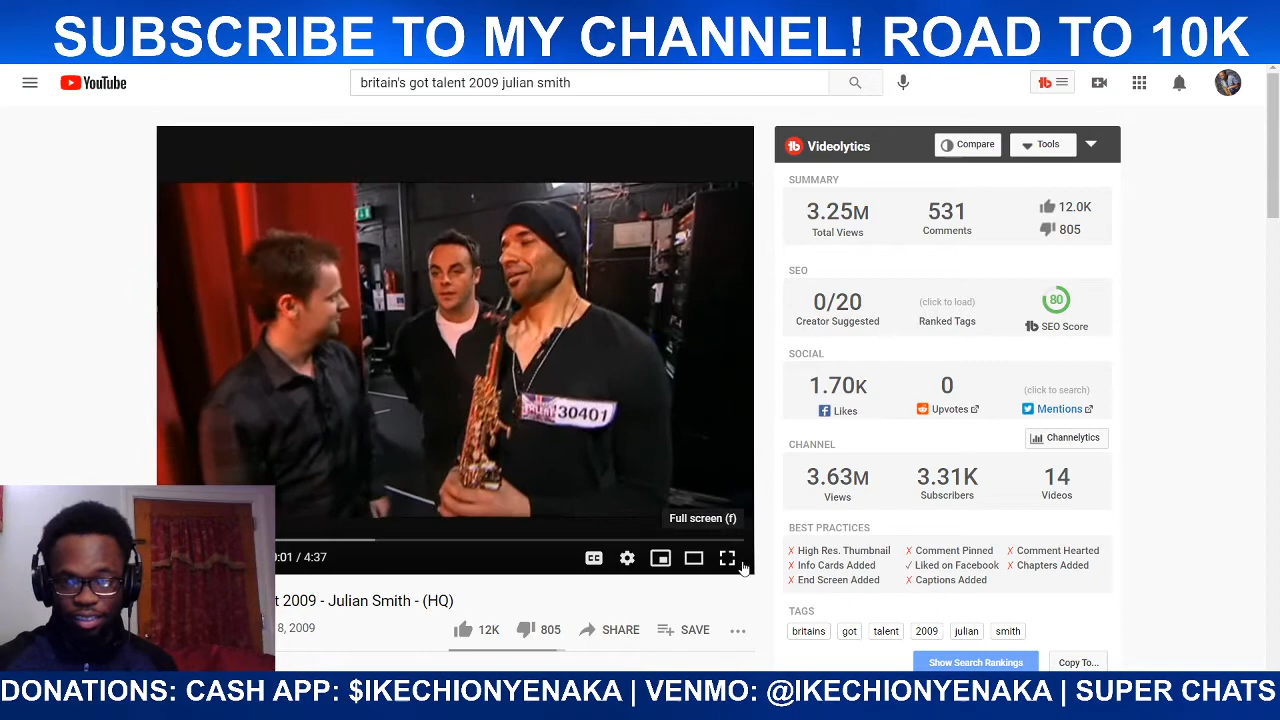 SUBSCRIBE TO MY CHANNEL! ROAD TO 10K
YouTube
britain's got talent 2009 julian smith
30401
Full screen (f)
0:01 / 4:37
CC
t 2009 - Julian Smith - (HQ)
8, 2009
12K
805
SHARE
SAVE
Videolytics
Compare
Tools
SUMMARY
3.25M
Total Views
531
Comments
12.0K
805
SEO
0/20
Creator Suggested
(click to load)
Ranked Tags
80
SEO Score
SOCIAL
1.70K
Likes
0
Upvotes
(click to search)
Mentions
CHANNEL
Channelytics
3.63M
Views
3.31K
Subscribers
14
Videos
BEST PRACTICES
X High Res. Thumbnail
X Comment Pinned
X Comment Hearted
X Info Cards Added
✓ Liked on Facebook
X Chapters Added
X End Screen Added
X Captions Added
TAGS
britains got talent 2009 julian smith
Show Search Rankings
Copy To...
DONATIONS: CASH APP: $IKECHIONYENAKA | VENMO: @IKECHIONYENAKA | SUPER CHATS